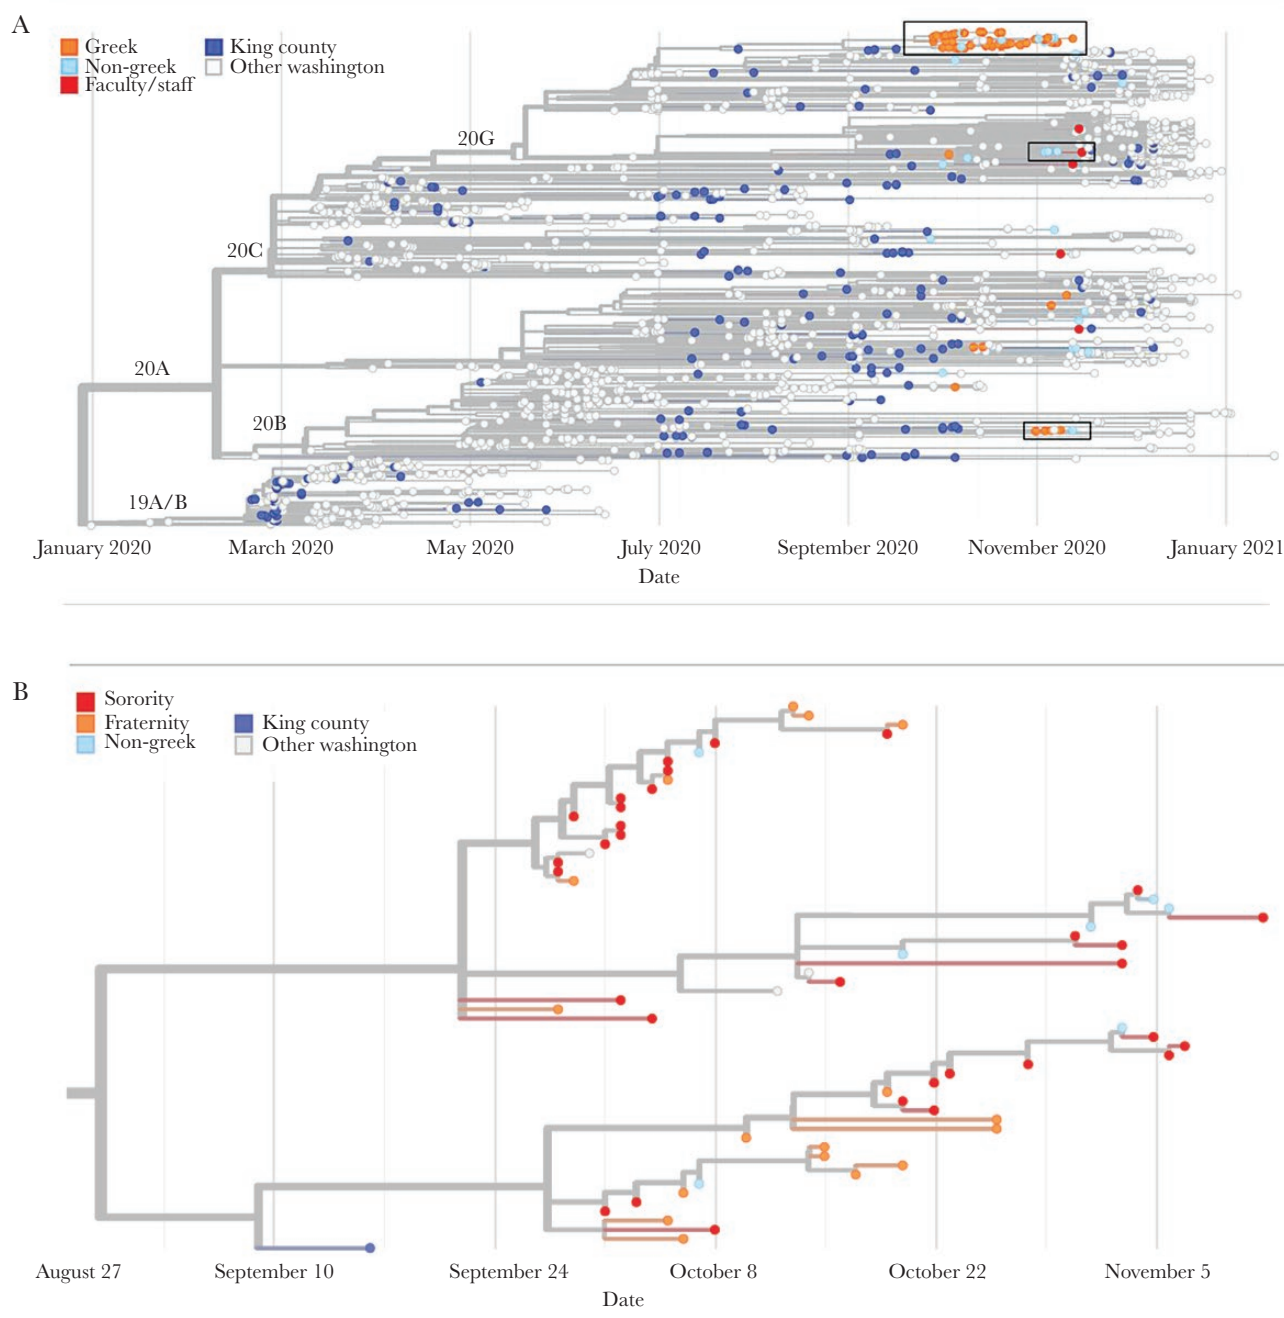 A
Greek
Non-greek
Faculty/staff
King county
Other washington
20G
20C
20A
20B
19A/B
January 2020 March 2020 May 2020 July 2020 September 2020 November 2020 January 2021
Date
B
Sorority
Fraternity
Non-greek
King county
Other washington
August 27 September 10 September 24 October 8 October 22 November 5
Date